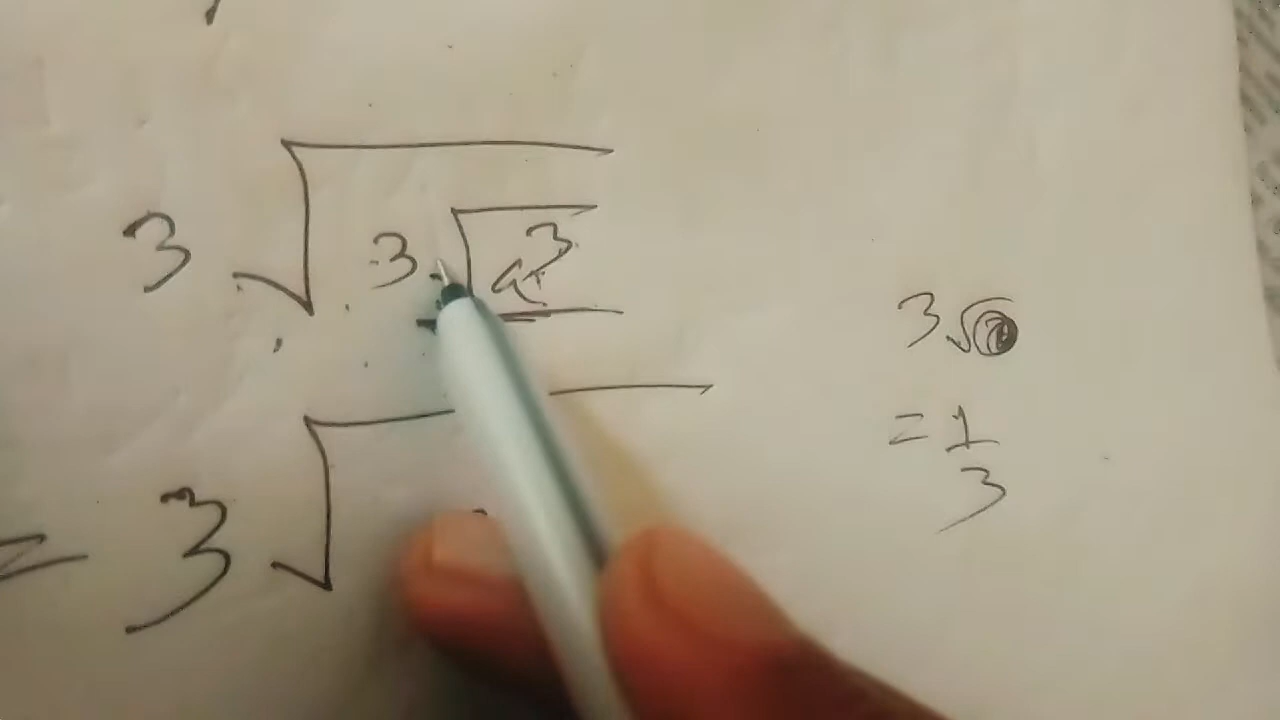 3√ 3√a³
= 3√
3√
= 1
3